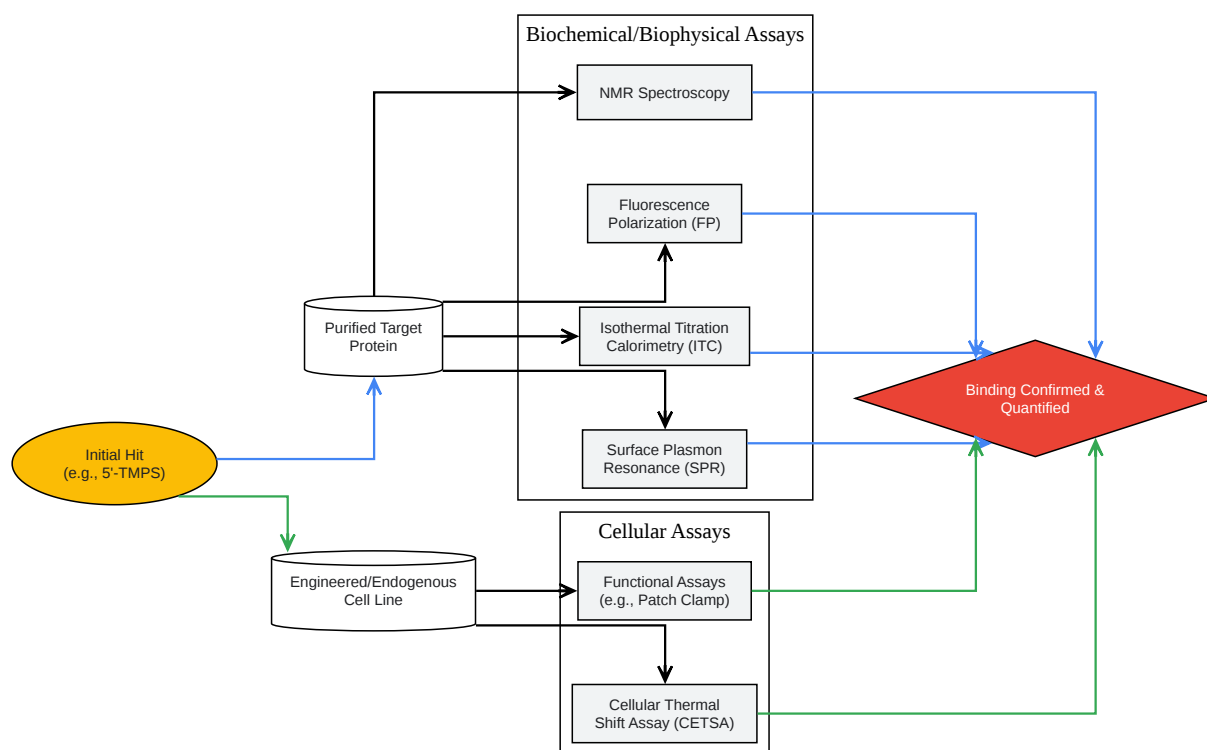 Biochemical/Biophysical Assays
NMR Spectroscopy
Fluorescence
Polarization (FP)
Purified Target
Protein
Isothermal Titration
Calorimetry (ITC)
Binding Confirmed &
Quantified
Initial Hit
(e.g., 5'-TMPS)
Surface Plasmon
Resonance (SPR)
Cellular Assays
Engineered/Endogenous
Cell Line
Functional Assays
(e.g., Patch Clamp)
Cellular Thermal
Shift Assay (CETSA)